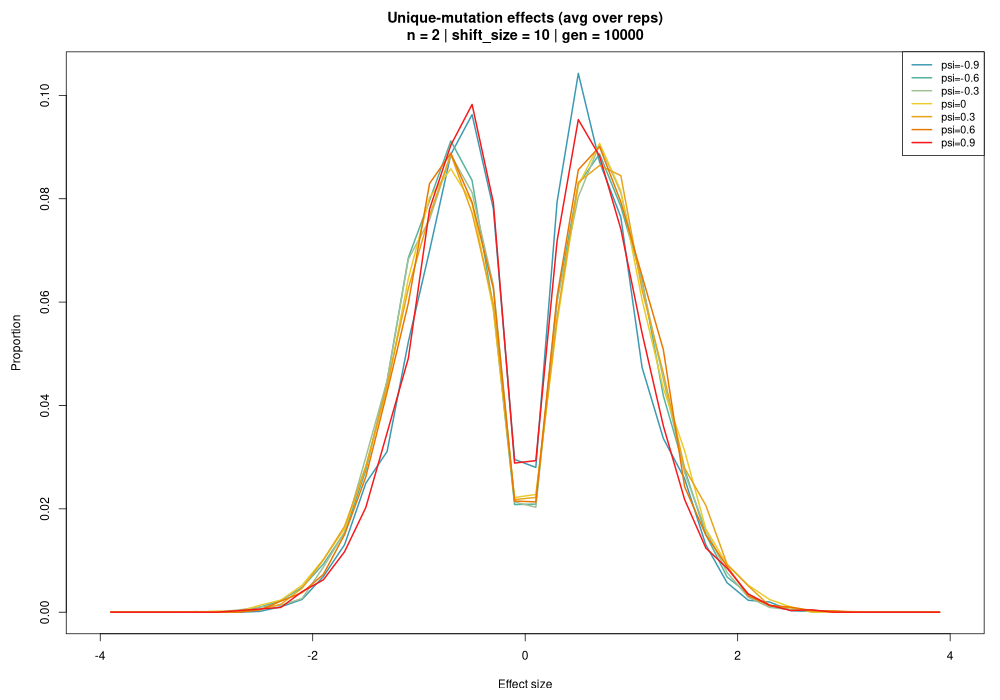 Unique-mutation effects (avg over reps)
n = 2 | shift_size = 10 | gen = 10000
psi=-0.9
psi=-0.6
psi=-0.3
psi=0
psi=0.3
psi=0.6
psi=0.9
Proportion
0.10
0.08
0.06
0.04
0.02
0.00
-4 -2 0 2 4
Effect size